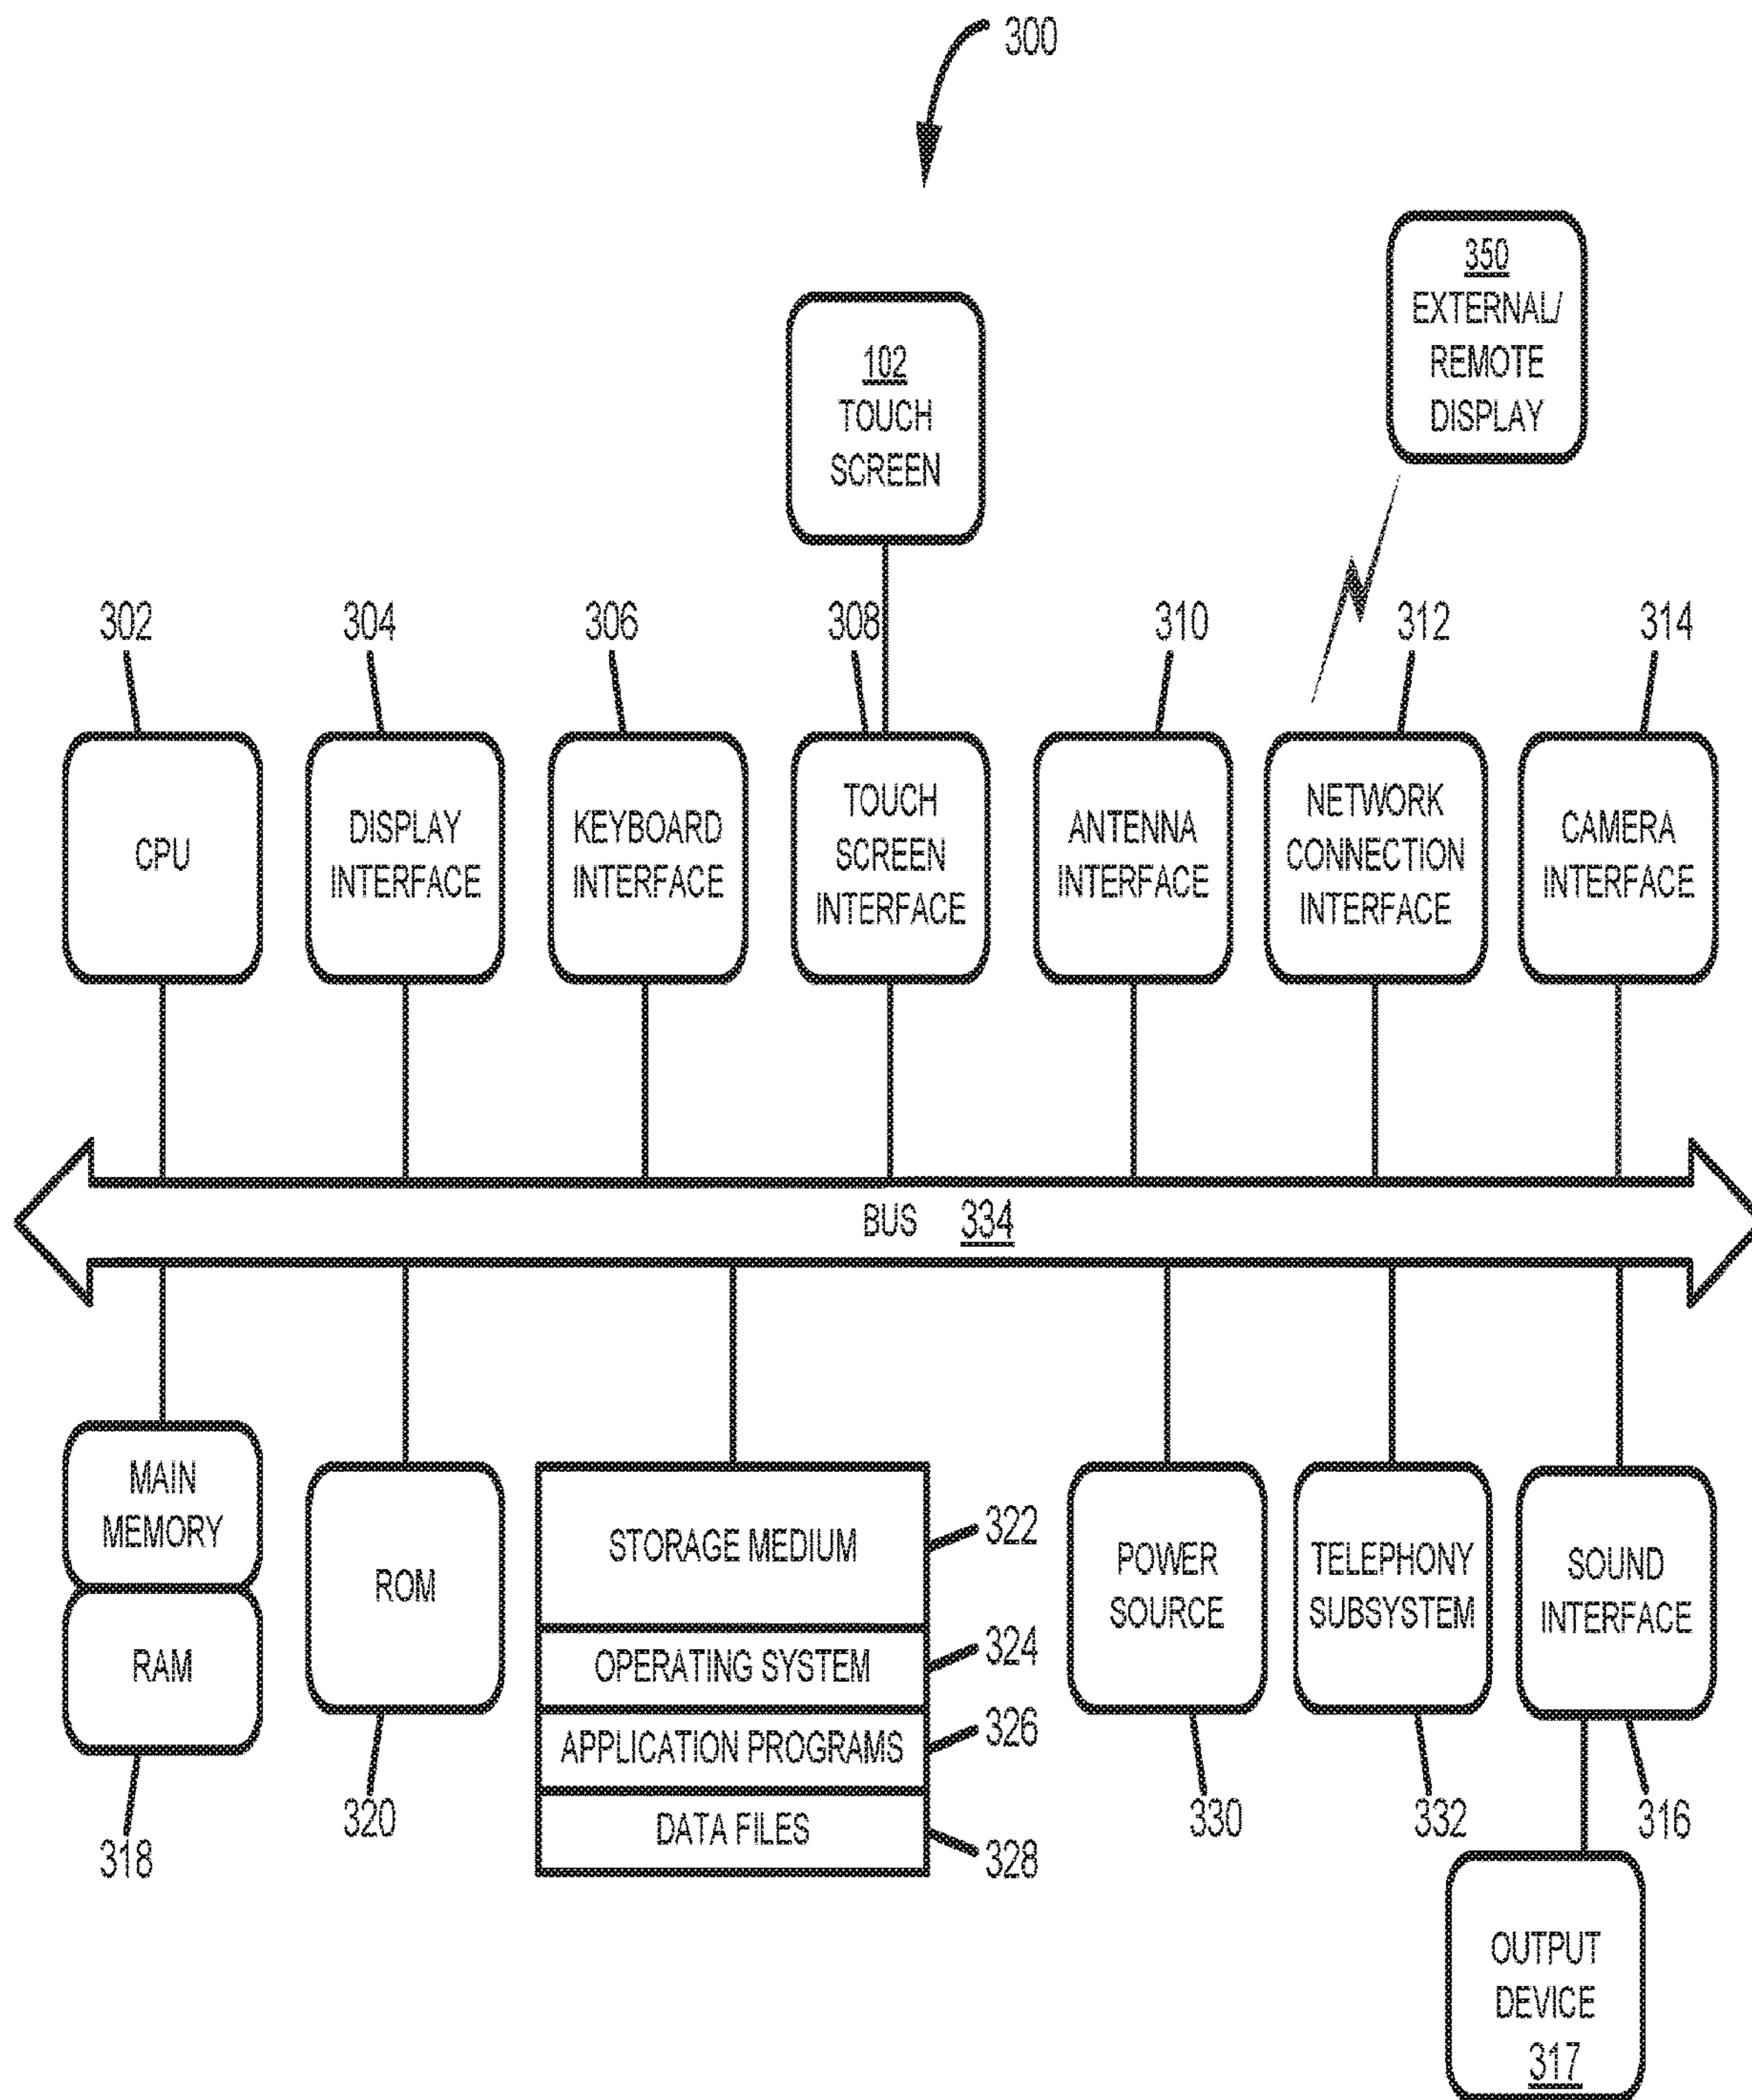 300
350
EXTERNAL/
REMOTE
DISPLAY
102
TOUCH
SCREEN
302
304
306
308
310
312
314
CPU
DISPLAY
INTERFACE
KEYBOARD
INTERFACE
TOUCH
SCREEN
INTERFACE
ANTENNA
INTERFACE
NETWORK
CONNECTION
INTERFACE
CAMERA
INTERFACE
BUS 334
MAIN
MEMORY
RAM
318
ROM
320
STORAGE MEDIUM
322
OPERATING SYSTEM
324
APPLICATION PROGRAMS
326
DATA FILES
328
POWER
SOURCE
330
TELEPHONY
SUBSYSTEM
332
SOUND
INTERFACE
316
OUTPUT
DEVICE
317